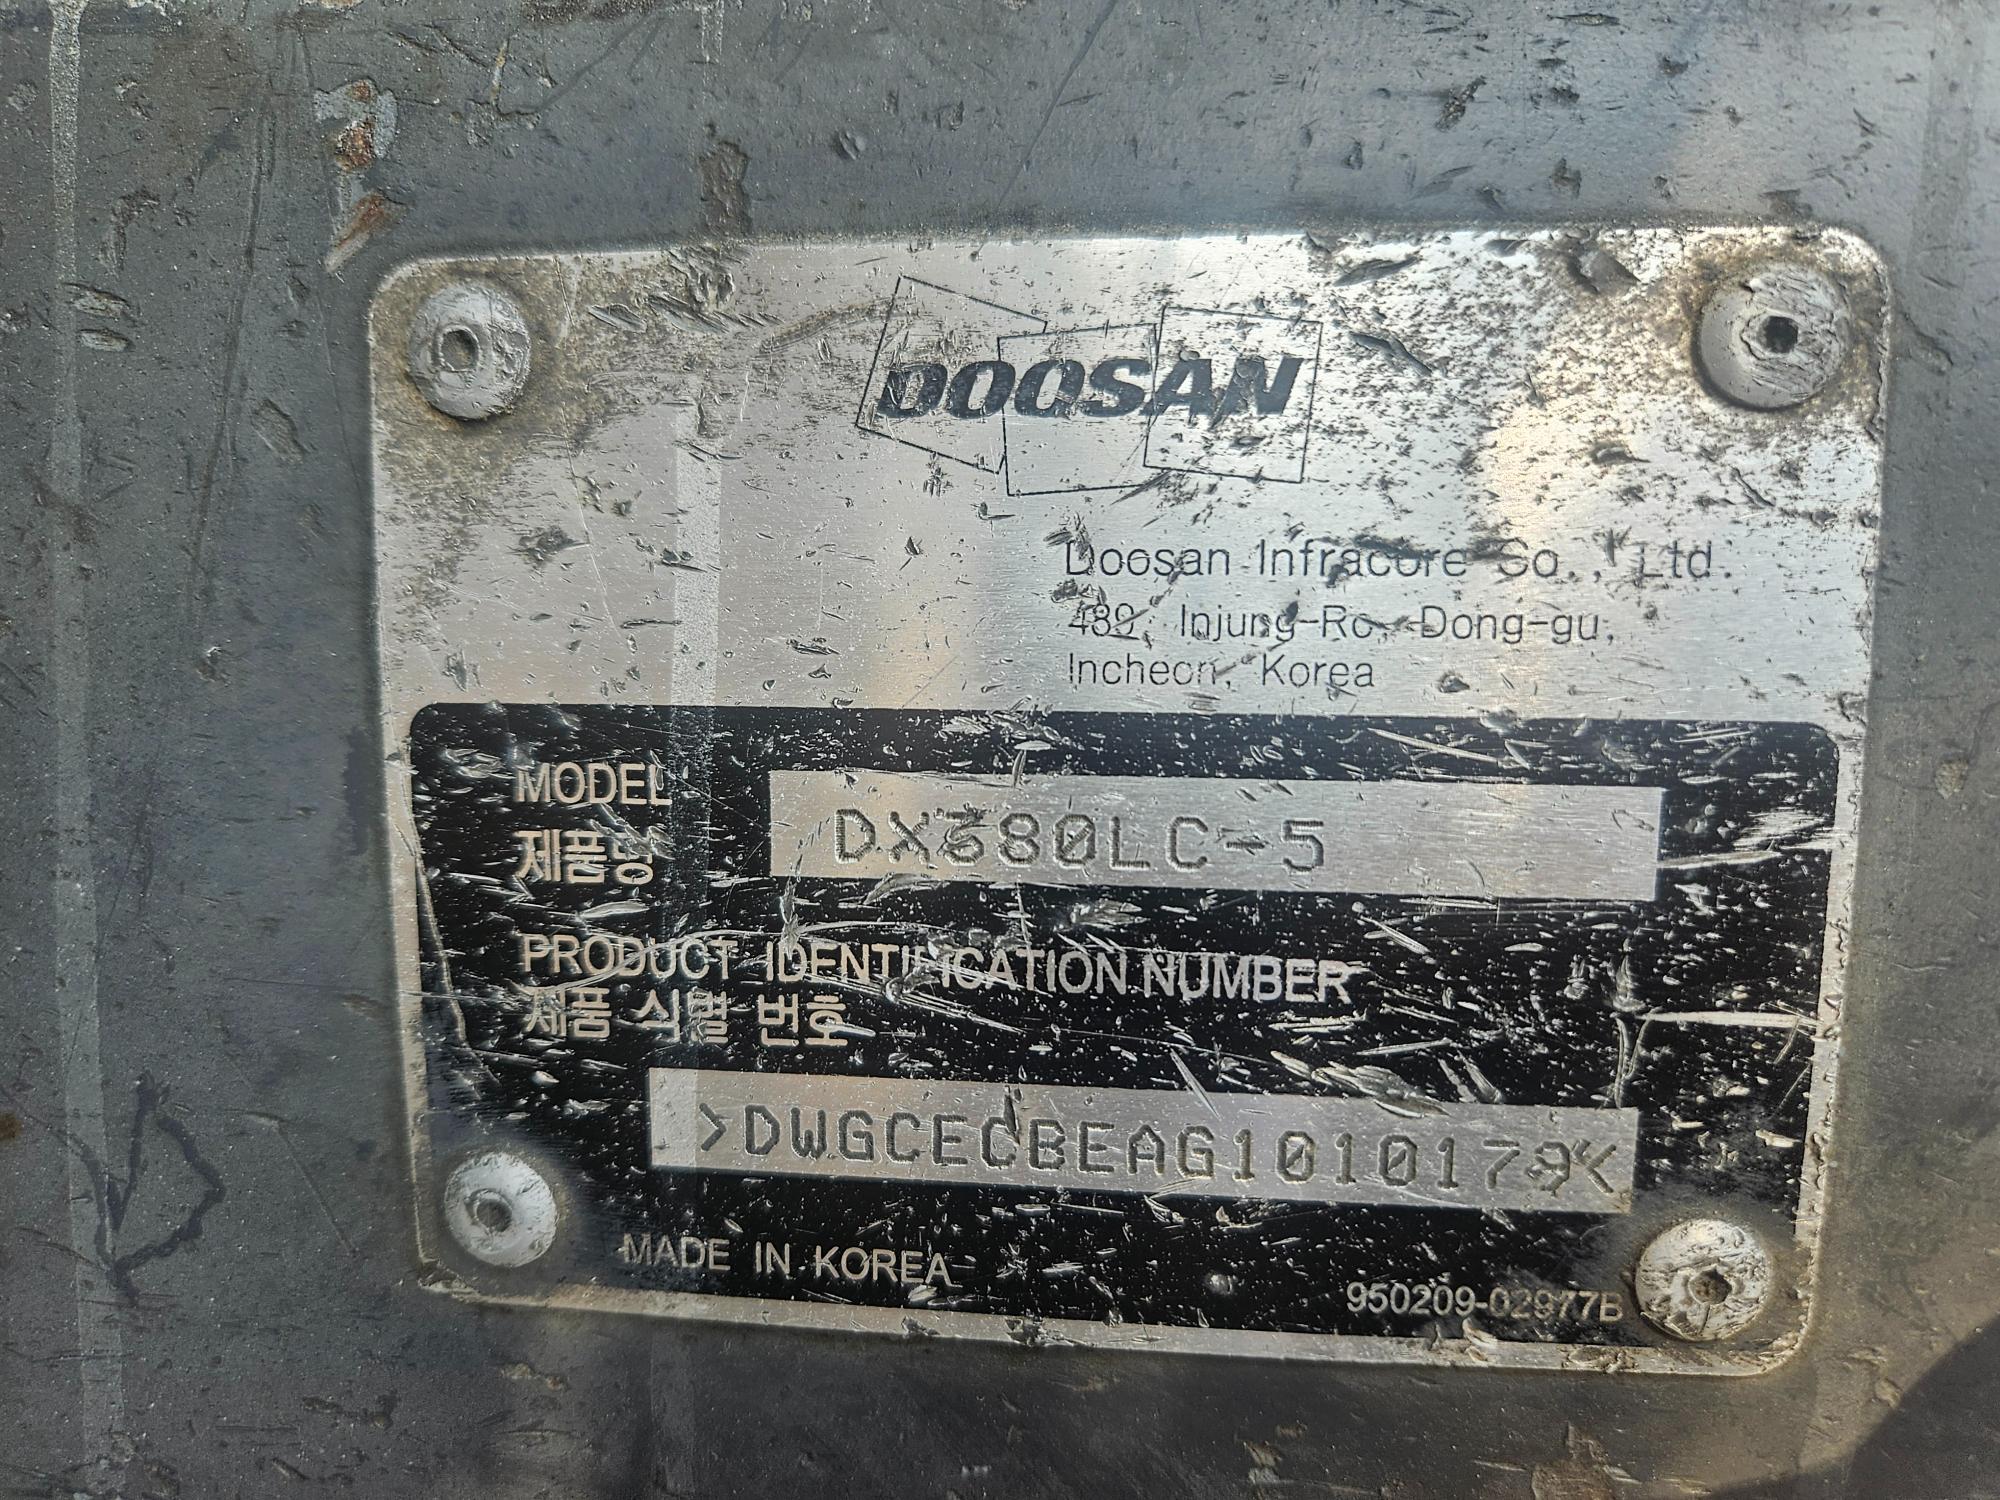 DOOSAN
Doosan Infracore Co., Ltd.
489, Injung-Ro, Dong-gu,
Incheon, Korea
MODEL
DX380LC-5
제품명
PRODUCT IDENTIFICATION NUMBER
제품 식별 번호
>DWGCECBEAG1010179<
MADE IN KOREA
950209-02977B